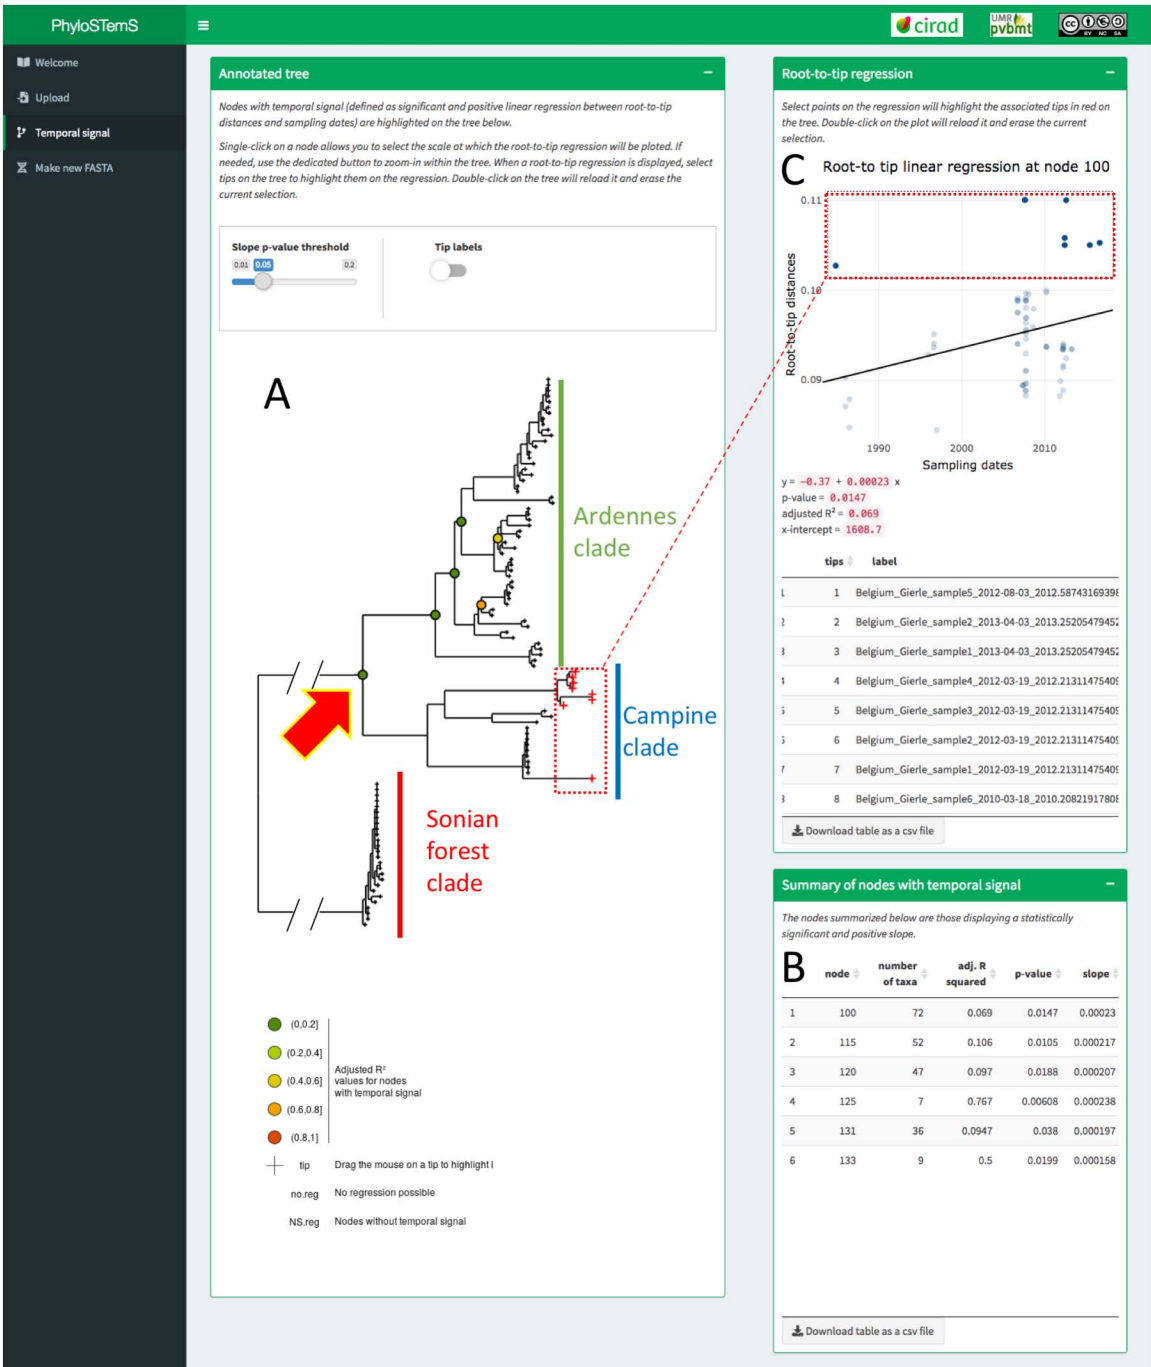 PhyloSTemS
cirad
UMR
pvbmt
cc
BY NC SA
Welcome
Upload
Temporal signal
Make new FASTA
Annotated tree
Nodes with temporal signal (defined as significant and positive linear regression between root-to-tip
distances and sampling dates) are highlighted on the tree below.
Single-click on a node allows you to select the scale at which the root-to-tip regression will be ploted. If
needed, use the dedicated button to zoom-in within the tree. When a root-to-tip regression is displayed, select
tips on the tree to highlight them on the regression. Double-click on the tree will reload it and erase the
current selection.
Slope p-value threshold
0.01 0.05 0.2
Tip labels
A
Ardennes
clade
Campine
clade
Sonian
forest
clade
(0,0.2]
(0.2,0.4]
(0.4,0.6]
(0.6,0.8]
(0.8,1]
Adjusted R²
values for nodes
with temporal signal
tip Drag the mouse on a tip to highlight i
no.reg No regression possible
NS.reg Nodes without temporal signal
Root-to-tip regression
Select points on the regression will highlight the associated tips in red on
the tree. Double-click on the plot will reload it and erase the current
selection.
C
Root-to tip linear regression at node 100
0.11
0.10
0.09
Root-to-tip distances
1990 2000 2010
Sampling dates
y = -0.37 + 0.00023 x
p-value = 0.0147
adjusted R² = 0.069
x-intercept = 1608.7
tips label
1 Belgium_Gierle_sample5_2012-08-03_2012.58743169398
2 2 Belgium_Gierle_sample2_2013-04-03_2013.25205479452
3 3 Belgium_Gierle_sample1_2013-04-03_2013.25205479452
4 4 Belgium_Gierle_sample4_2012-03-19_2012.21311475409
5 5 Belgium_Gierle_sample3_2012-03-19_2012.21311475409
6 Belgium_Gierle_sample2_2012-03-19_2012.21311475409
7 7 Belgium_Gierle_sample1_2012-03-19_2012.21311475409
8 Belgium_Gierle_sample6_2010-03-18_2010.20821917808
Download table as a csv file
Summary of nodes with temporal signal
The nodes summarized below are those displaying a statistically
significant and positive slope.
B
node number of taxa adj. R squared p-value slope
1 100 72 0.069 0.0147 0.00023
2 115 52 0.106 0.0105 0.000217
3 120 47 0.097 0.0188 0.000207
4 125 7 0.767 0.00608 0.000238
5 131 36 0.0947 0.038 0.000197
6 133 9 0.5 0.0199 0.000158
Download table as a csv file